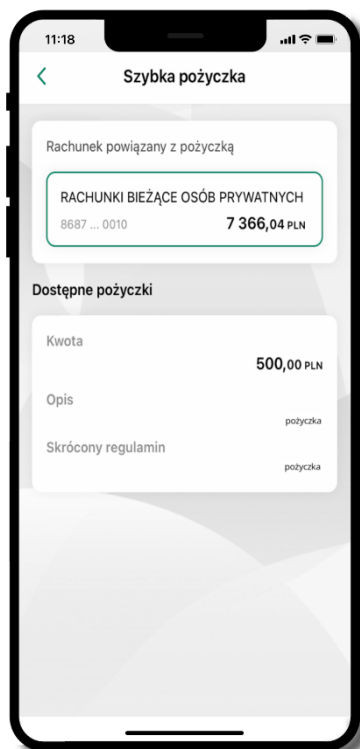 11:18
Szybka pożyczka
Rachunek powiązany z pożyczką
RACHUNKI BIEŻĄCE OSÓB PRYWATNYCH
8687 ... 0010 7 366,04 PLN
Dostępne pożyczki
Kwota
500,00 PLN
Opis
pożyczka
Skrócony regulamin
pożyczka